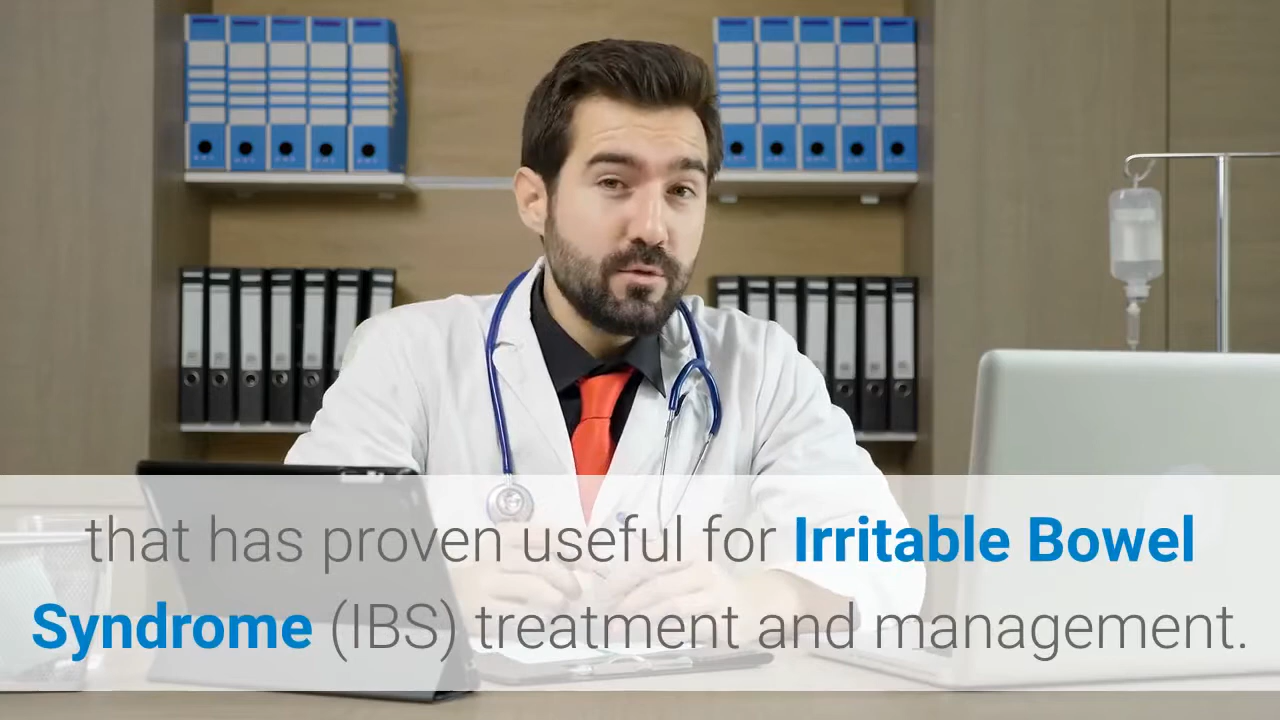 that has proven useful for Irritable Bowel
Syndrome (IBS) treatment and management.